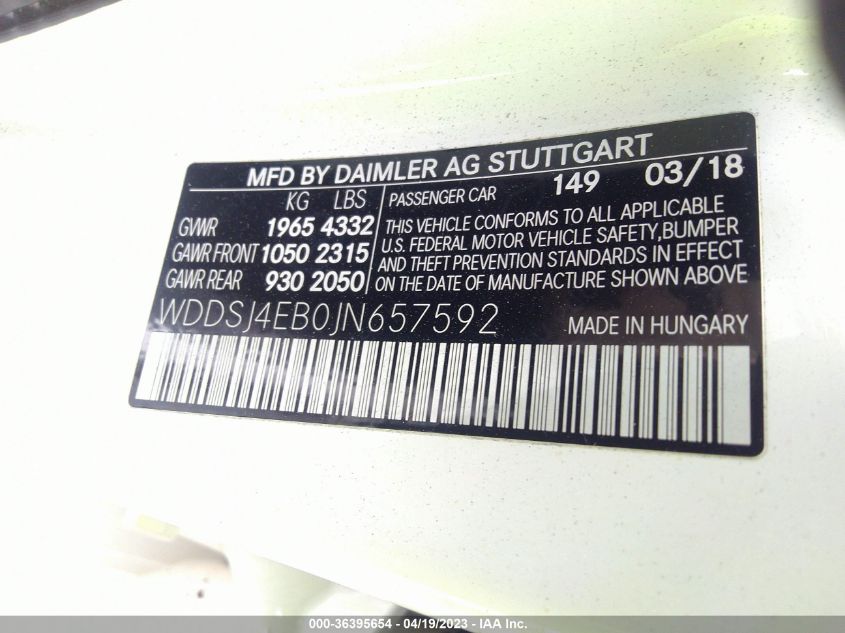 MFD BY DAIMLER AG STUTTGART
KG LBS
GVWR 1965 4332
GAWR FRONT 1050 2315
GAWR REAR 930 2050
PASSENGER CAR 149 03/18
THIS VEHICLE CONFORMS TO ALL APPLICABLE
U.S. FEDERAL MOTOR VEHICLE SAFETY, BUMPER
AND THEFT PREVENTION STANDARDS IN EFFECT
ON THE DATE OF MANUFACTURE SHOWN ABOVE
WDDSJ4EB0JN657592 MADE IN HUNGARY
000-36395654 - 04/19/2023 - IAA Inc.